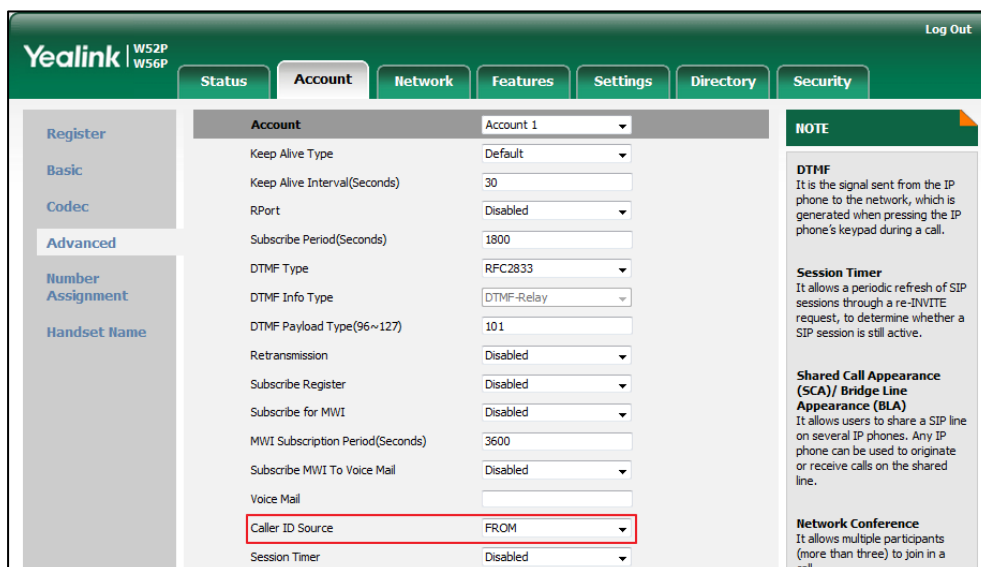 Log Out
Yealink | W52P
W56P
Status Account Network Features Settings Directory Security
Register
Basic
Codec
Advanced
Number
Assignment
Handset Name
Account Account 1
Keep Alive Type Default
Keep Alive Interval(Seconds) 30
RPort Disabled
Subscribe Period(Seconds) 1800
DTMF Type RFC2833
DTMF Info Type DTMF-Relay
DTMF Payload Type(96~127) 101
Retransmission Disabled
Subscribe Register Disabled
Subscribe for MWI Disabled
MWI Subscription Period(Seconds) 3600
Subscribe MWI To Voice Mail Disabled
Voice Mail
Caller ID Source FROM
Session Timer Disabled
NOTE
DTMF
It is the signal sent from the IP
phone to the network, which is
generated when pressing the IP
phone's keypad during a call.
Session Timer
It allows a periodic refresh of SIP
sessions through a re-INVITE
request, to determine whether a
SIP session is still active.
Shared Call Appearance
(SCA)/ Bridge Line
Appearance (BLA)
It allows users to share a SIP line
on several IP phones. Any IP
phone can be used to originate
or receive calls on the shared
line.
Network Conference
It allows multiple participants
(more than three) to join in a